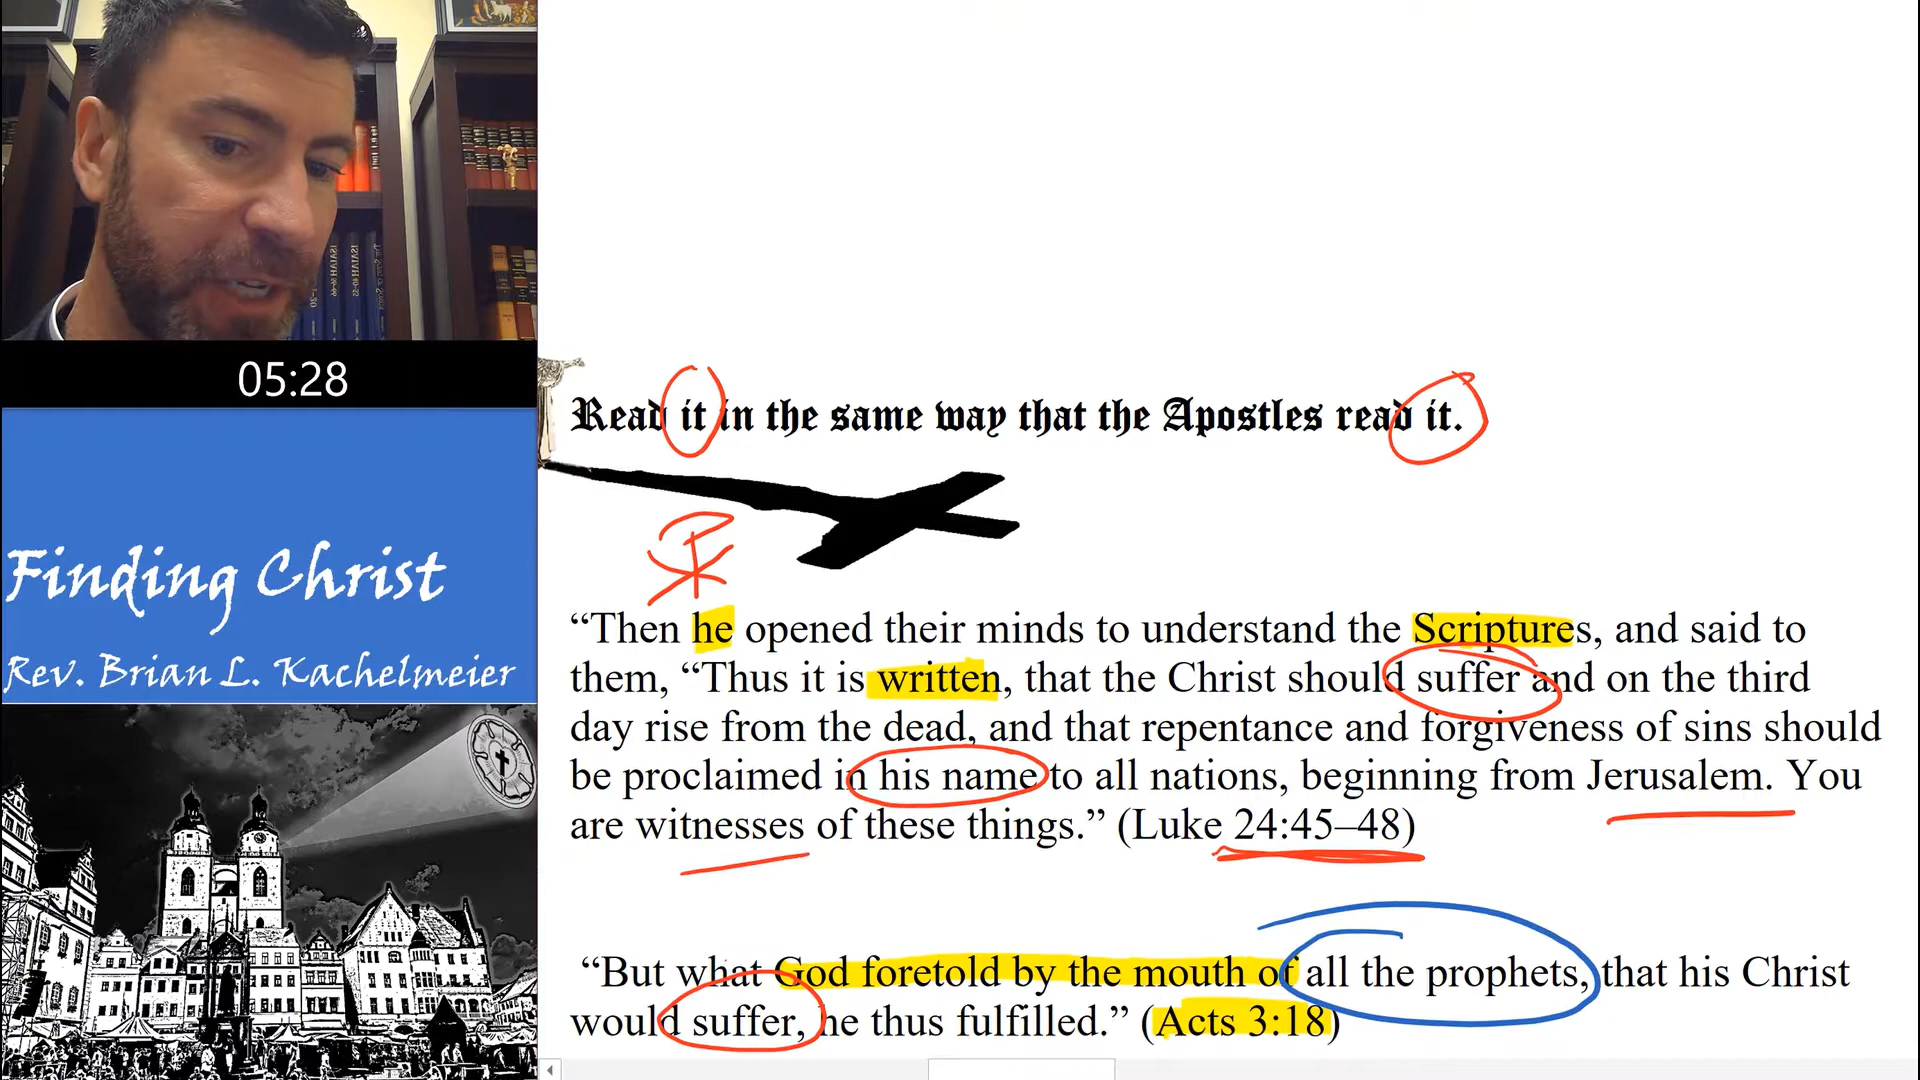 05:28
Finding Christ
Rev. Brian L. Kachelmeier
Read it in the same way that the Apostles read it.
“Then he opened their minds to understand the Scriptures, and said to
them, “Thus it is written, that the Christ should suffer and on the third
day rise from the dead, and that repentance and forgiveness of sins should
be proclaimed in his name to all nations, beginning from Jerusalem. You
are witnesses of these things.” (Luke 24:45–48)
“But what God foretold by the mouth of all the prophets, that his Christ
would suffer, he thus fulfilled.” (Acts 3:18)